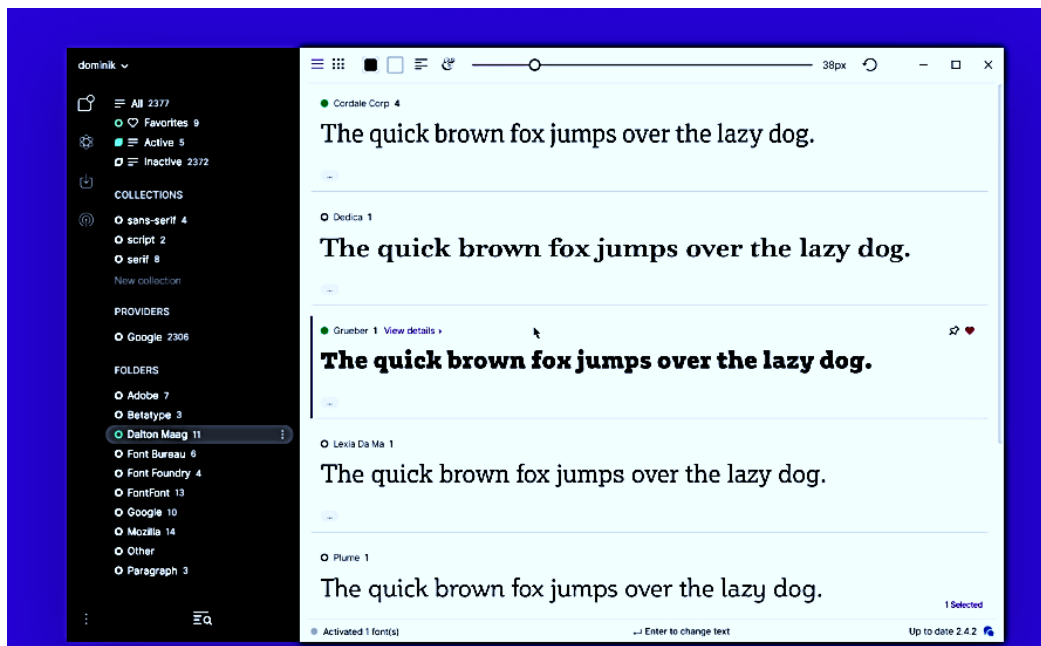 dominik
All 2377
Favorites 9
Active 5
Inactive 2372
COLLECTIONS
sans-serif 4
script 2
serif 8
New collection
PROVIDERS
Google 2306
FOLDERS
Adobe 7
Betatype 3
Dalton Maag 11
Font Bureau 6
Font Foundry 4
FontFont 13
Google 10
Mozilla 14
Other
Paragraph 3
38px
Cordale Corp 4
The quick brown fox jumps over the lazy dog.
...
Dedica 1
The quick brown fox jumps over the lazy dog.
...
Grueber 1 View details ›
The quick brown fox jumps over the lazy dog.
...
Lexia Da Ma 1
The quick brown fox jumps over the lazy dog.
...
Plume 1
The quick brown fox jumps over the lazy dog.
1 Selected
Activated 1 font(s)
Enter to change text
Up to date 2.4.2